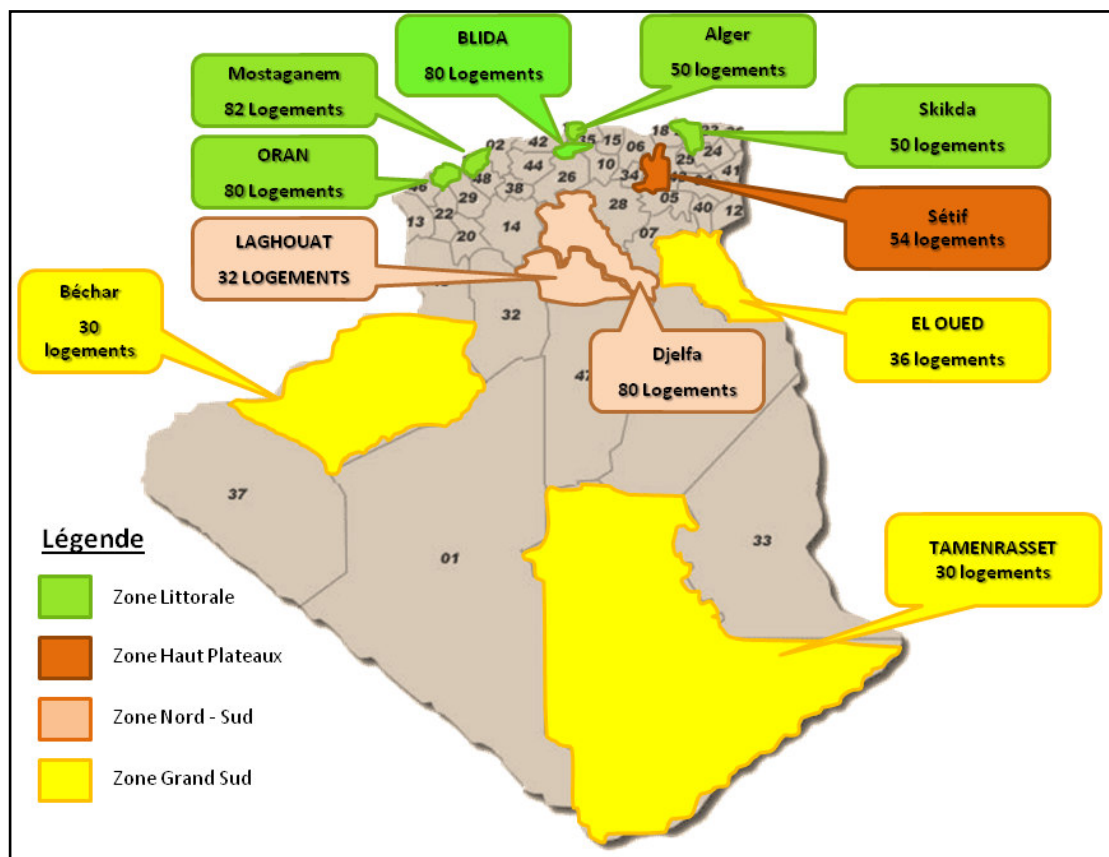 BLIDA
80 Logements
Alger
50 logements
Mostaganem
82 Logements
Skikda
50 logements
ORAN
80 Logements
Sétif
54 logements
LAGHOUAT
32 LOGEMENTS
Béchar
30
logements
EL OUED
36 logements
Djelfa
80 Logements
TAMENRASSET
30 logements
02
42
35
15
06
18
24
25
41
44
10
34
26
48
38
29
46
22
13
20
14
28
05
40
12
07
32
47
37
01
33
Légende
Zone Littorale
Zone Haut Plateaux
Zone Nord - Sud
Zone Grand Sud